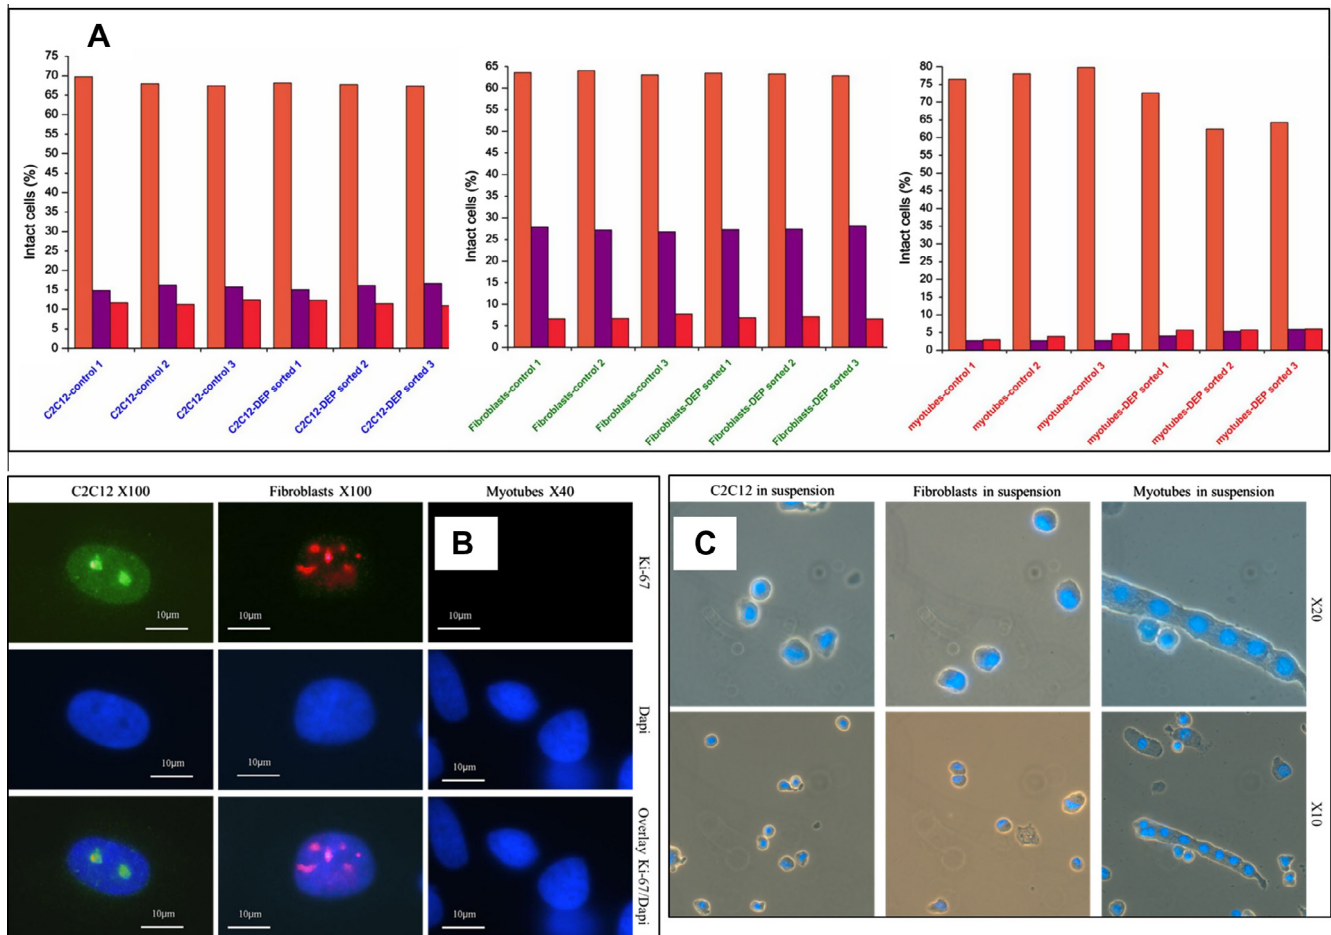 A
75
70
65
60
55
50
45
40
35
30
25
20
15
10
5
0
Intact cells (%)
C2C12-control 1
C2C12-control 2
C2C12-control 3
C2C12-DEP sorted 1
C2C12-DEP sorted 2
C2C12-DEP sorted 3
65
60
55
50
45
40
35
30
25
20
15
10
5
0
Intact cells (%)
Fibroblasts-control 1
Fibroblasts-control 2
Fibroblasts-control 3
Fibroblasts-DEP sorted 1
Fibroblasts-DEP sorted 2
Fibroblasts-DEP sorted 3
80
75
70
65
60
55
50
45
40
35
30
25
20
15
10
5
0
Intact cells (%)
myotubes-control 1
myotubes-control 2
myotubes-control 3
myotubes-DEP sorted 1
myotubes-DEP sorted 2
myotubes-DEP sorted 3
C2C12 X100
Fibroblasts X100
Myotubes X40
B
Ki-67
10µm
10µm
10µm
Dapi
10µm
10µm
10µm
Overlay Ki-67/Dapi
10µm
10µm
10µm
C2C12 in suspension
Fibroblasts in suspension
Myotubes in suspension
C
X20
X10